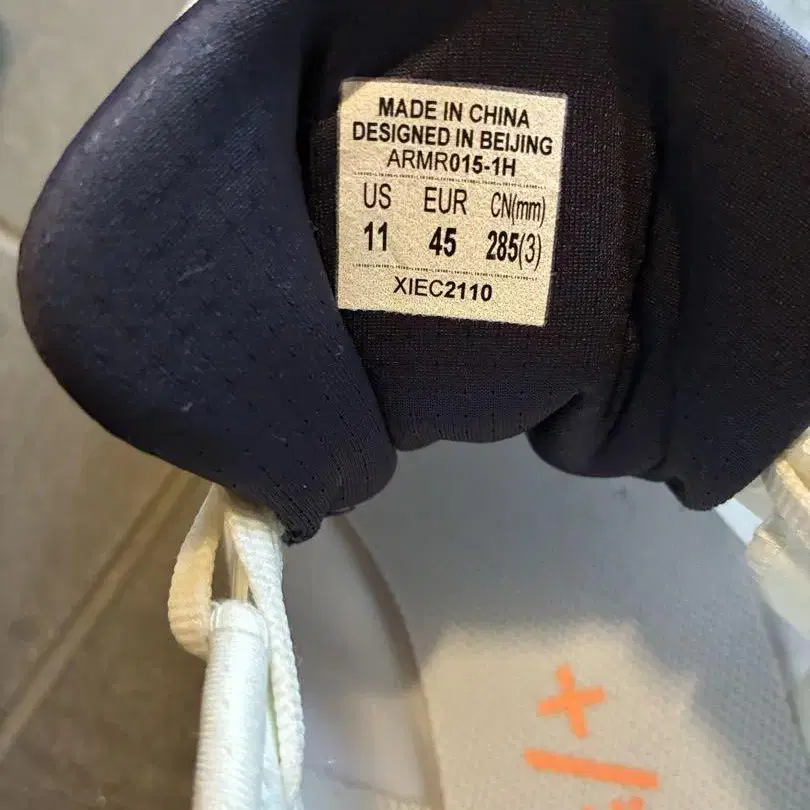 MADE IN CHINA
DESIGNED IN BEIJING
ARMR015-1H
US EUR CN(mm)
11 45 285(3)
XIEC2110